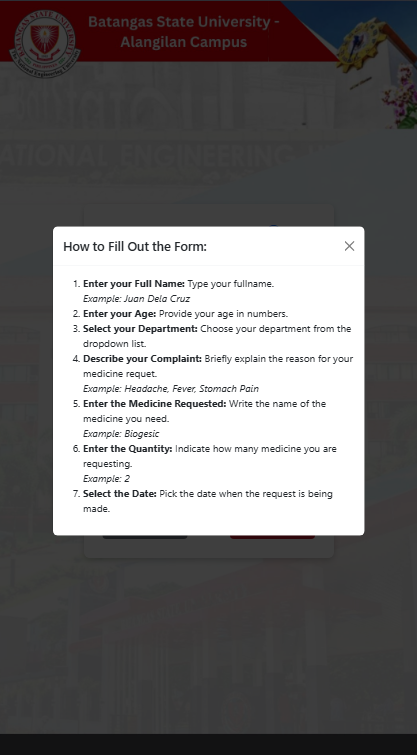 Batangas State University -
Alangilan Campus
ATIONAL ENGINEERING
How to Fill Out the Form:
1. Enter your Full Name: Type your fullname.
Example: Juan Dela Cruz
2. Enter your Age: Provide your age in numbers.
3. Select your Department: Choose your department from the
dropdown list.
4. Describe your Complaint: Briefly explain the reason for your
medicine requet.
Example: Headache, Fever, Stomach Pain
5. Enter the Medicine Requested: Write the name of the
medicine you need.
Example: Biogesic
6. Enter the Quantity: Indicate how many medicine you are
requesting.
Example: 2
7. Select the Date: Pick the date when the request is being
made.